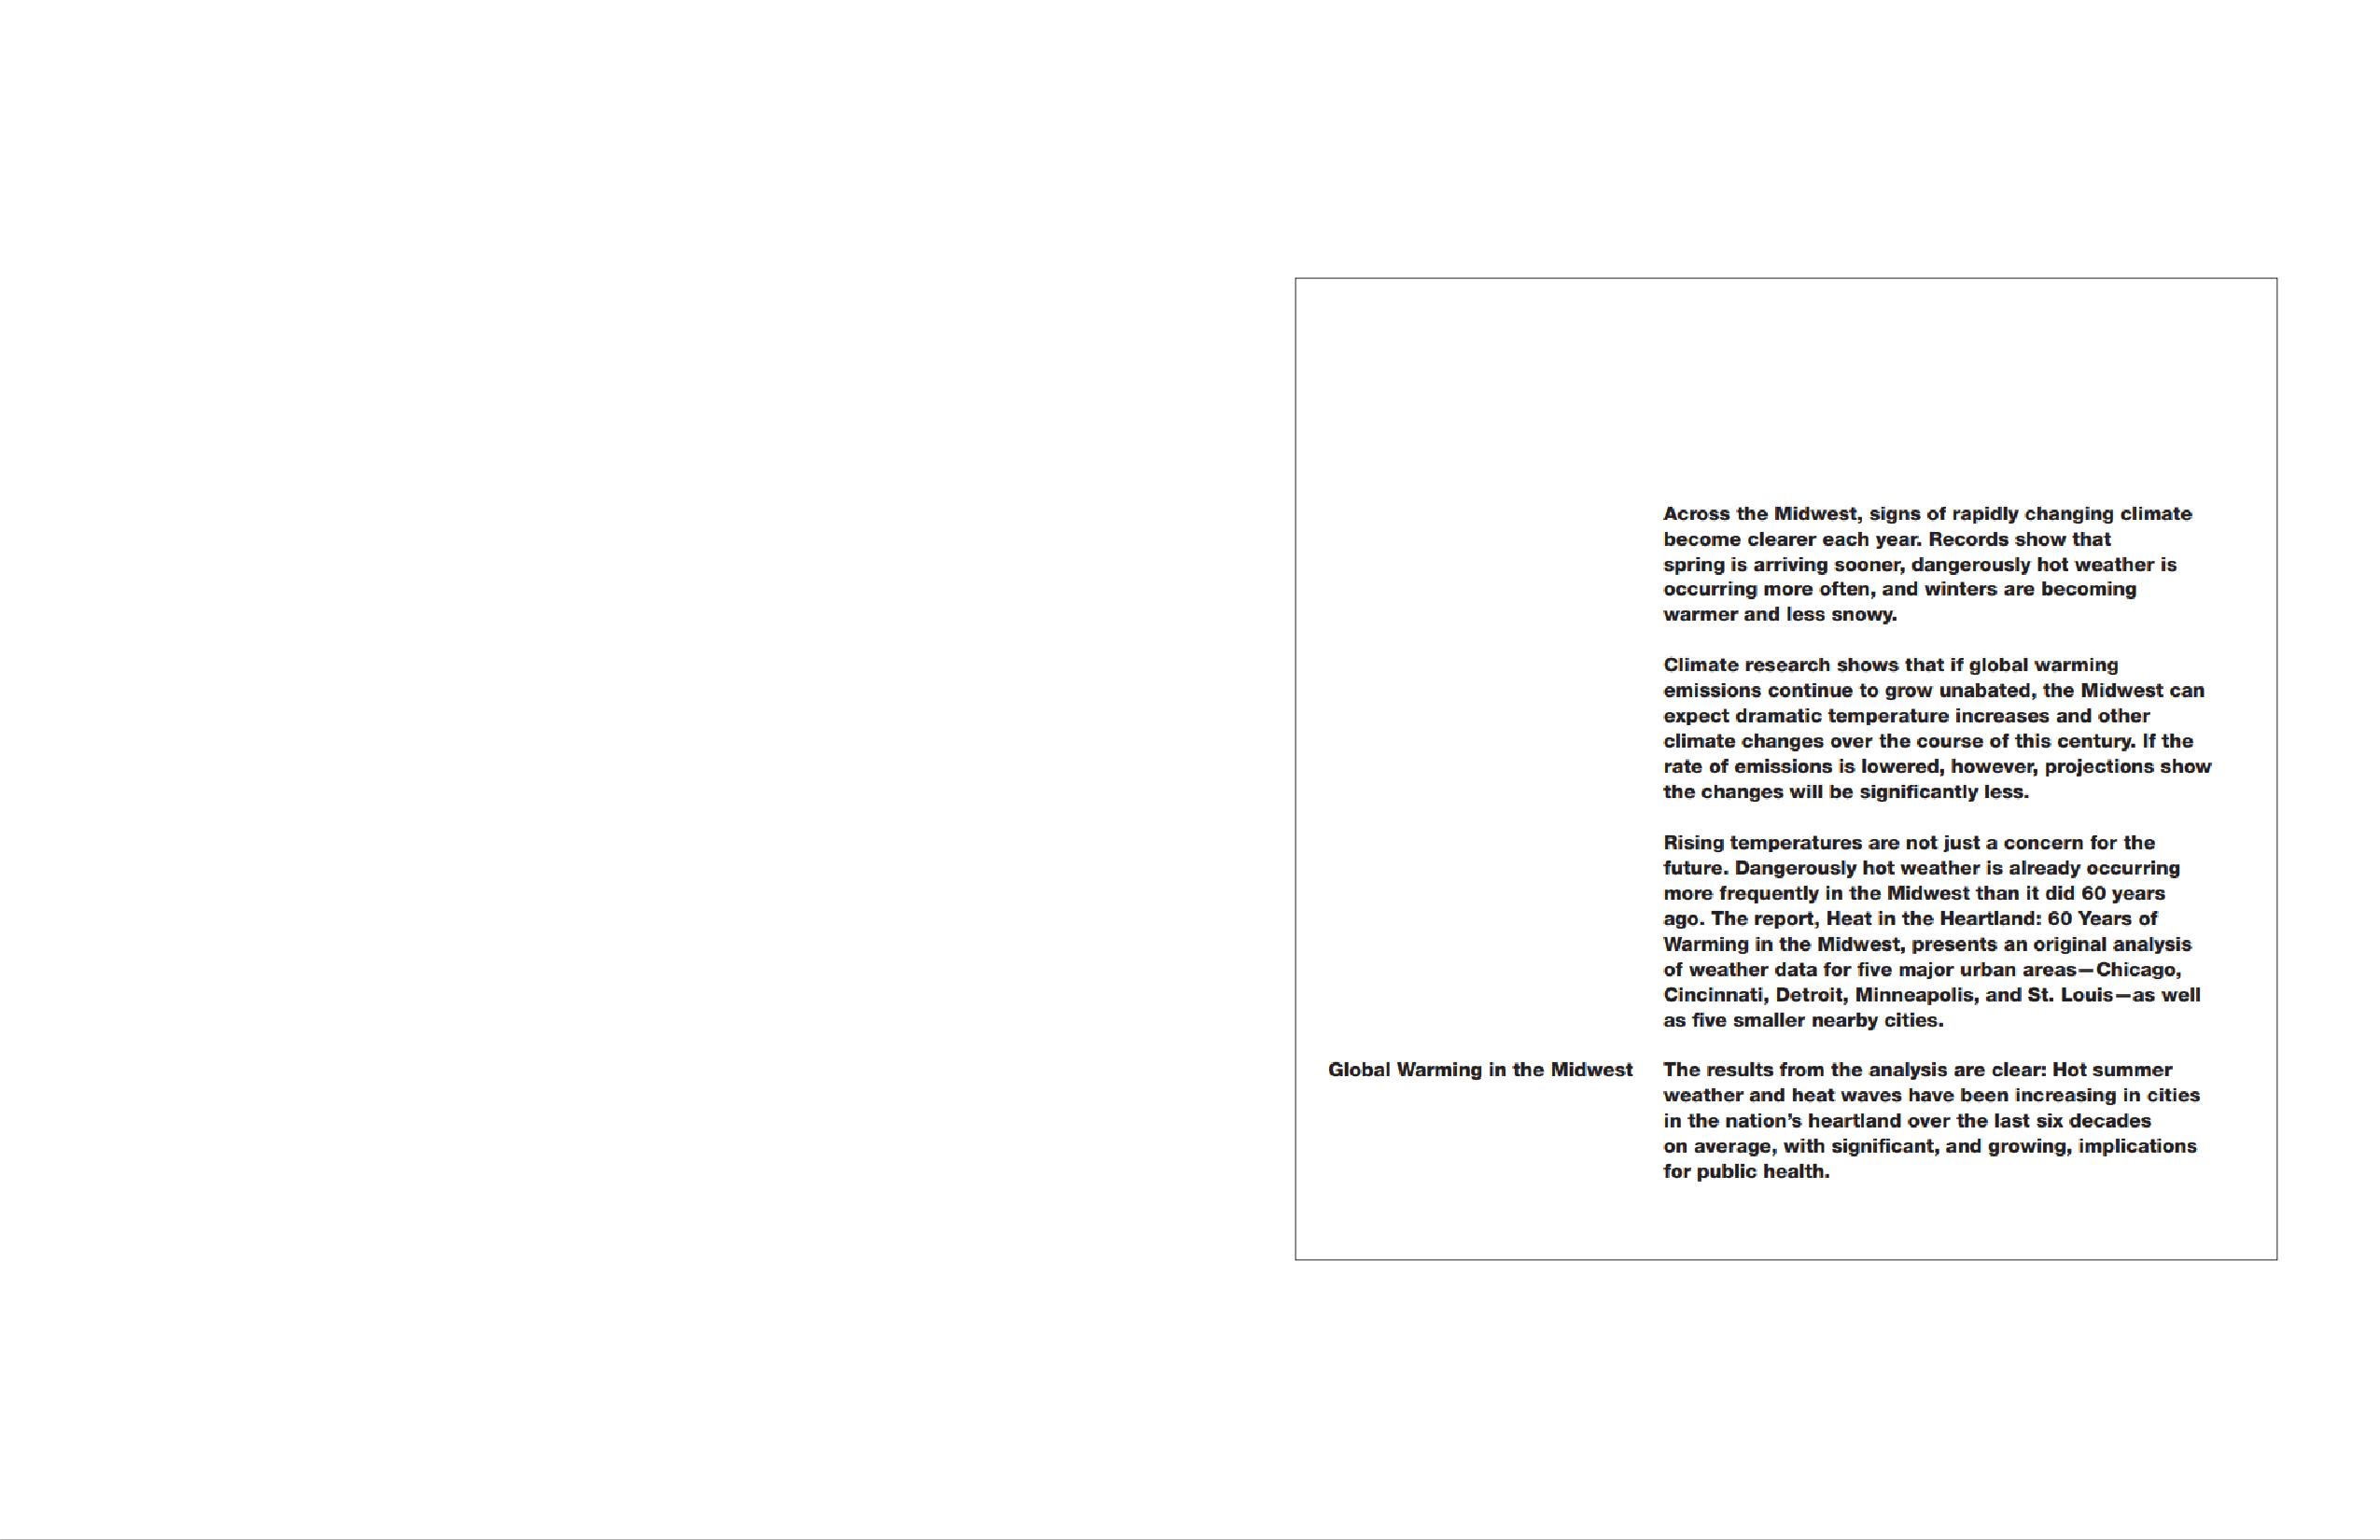 Across the Midwest, signs of rapidly changing climate
become clearer each year. Records show that
spring is arriving sooner, dangerously hot weather is
occurring more often, and winters are becoming
warmer and less snowy.
Climate research shows that if global warming
emissions continue to grow unabated, the Midwest can
expect dramatic temperature increases and other
climate changes over the course of this century. If the
rate of emissions is lowered, however, projections show
the changes will be significantly less.
Rising temperatures are not just a concern for the
future. Dangerously hot weather is already occurring
more frequently in the Midwest than it did 60 years
ago. The report, Heat in the Heartland: 60 Years of
Warming in the Midwest, presents an original analysis
of weather data for five major urban areas—Chicago,
Cincinnati, Detroit, Minneapolis, and St. Louis—as well
as five smaller nearby cities.
Global Warming in the Midwest
The results from the analysis are clear: Hot summer
weather and heat waves have been increasing in cities
in the nation’s heartland over the last six decades
on average, with significant, and growing, implications
for public health.